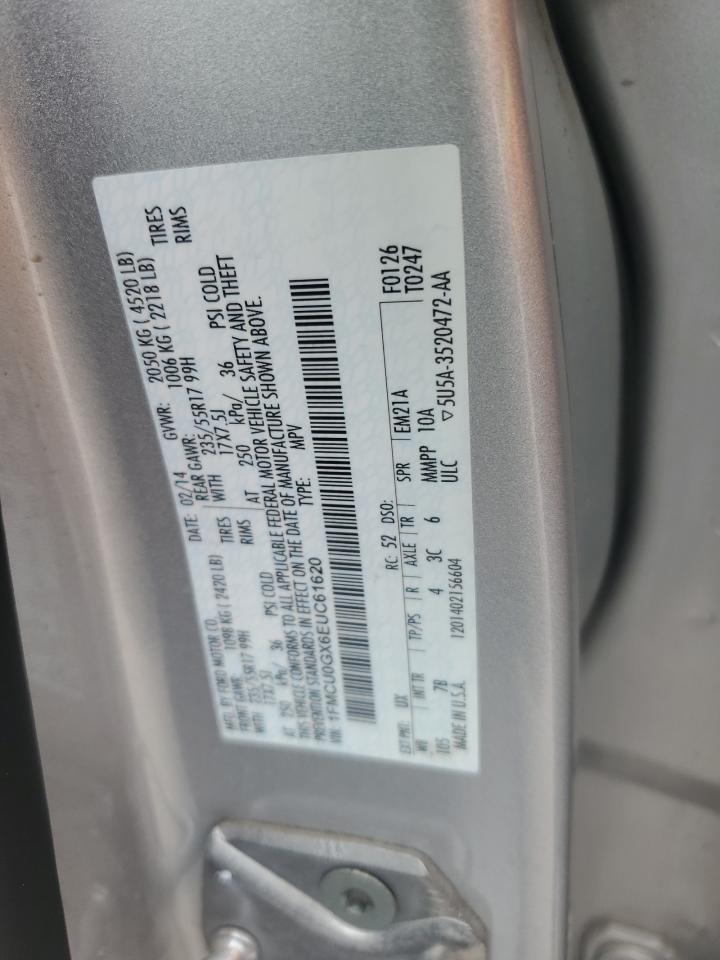 MFD. BY FORD MOTOR CO. DATE: 02/14 GVWR: 2050 KG ( 4520 LB)
FRONT GAWR: 1098 KG ( 2420 LB) REAR GAWR: 1006 KG ( 2218 LB)
WITH 235/55R17 99H TIRES WITH 235/55R17 99H TIRES
17X7.5J RIMS 17X7.5J RIMS
AT 250 kPa/ 36 PSI COLD AT 250 kPa/ 36 PSI COLD
THIS VEHICLE CONFORMS TO ALL APPLICABLE FEDERAL MOTOR VEHICLE SAFETY AND THEFT
PREVENTION STANDARDS IN EFFECT ON THE DATE OF MANUFACTURE SHOWN ABOVE.
VIN: 1FMCU0GX6EUC61620 TYPE: MPV
EXT PNT: UX RC: 52 DSO: F0126
WB INT TR TP/PS R AXLE TR SPR EM21A T0247
105 7B 4 3C 6 MMPP 10A
MADE IN U.S.A. 1201402156604 ULC ▽5U5A-3520472-AA